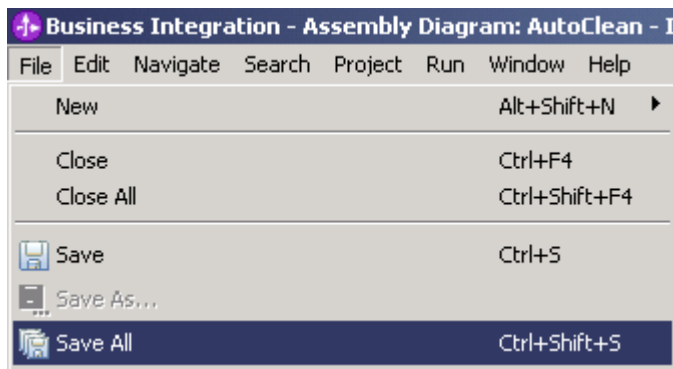 Business Integration - Assembly Diagram: AutoClean - I
File Edit Navigate Search Project Run Window Help
New Alt+Shift+N
Close Ctrl+F4
Close All Ctrl+Shift+F4
Save Ctrl+S
Save As...
Save All Ctrl+Shift+S